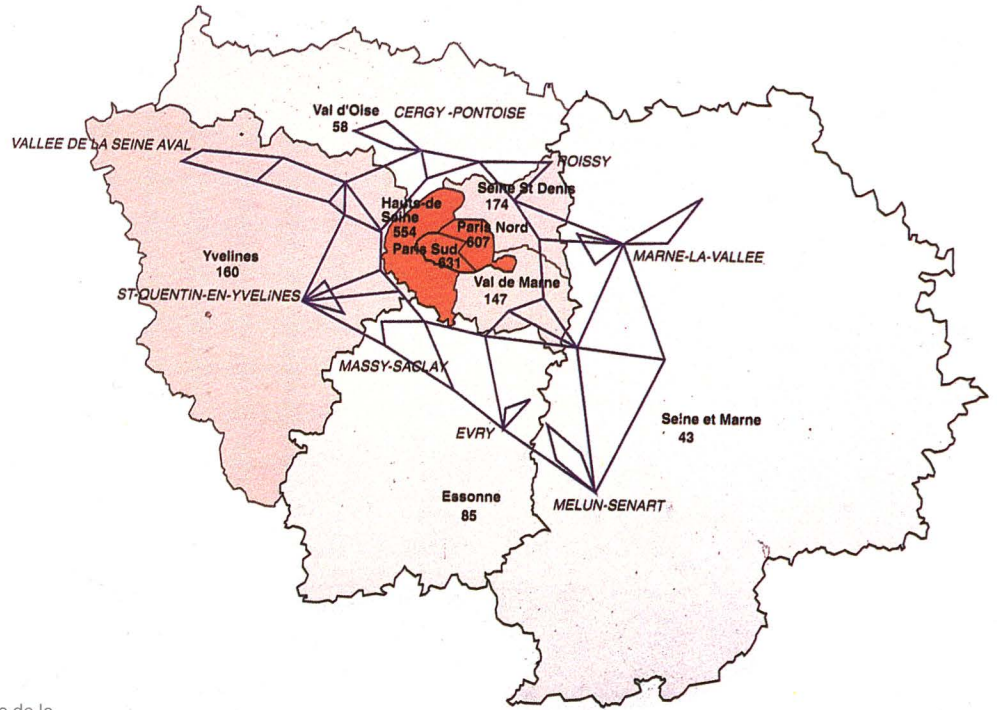 Val d'Oise
58
CERGY -PONTOISE
VALLEE DE LA SEINE AVAL
ROISSY
Seine St Denis
174
Hauts-de
Seine
554
Paris Nord
607
Paris Sud
631
Yvelines
160
MARNE-LA-VALLEE
Val de Marne
147
ST-QUENTIN-EN-YVELINES
MASSY-SACLAY
Seine et Marne
43
EVRY
Essonne
85
MELUN-SENART
de la